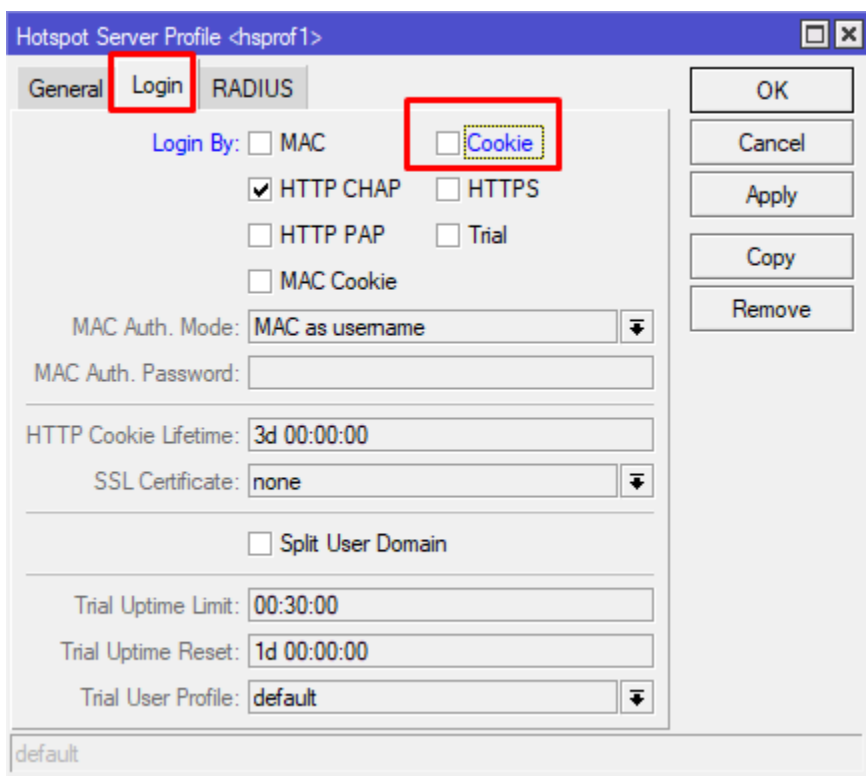 Hotspot Server Profile <hsprof1>
General Login RADIUS
OK
Login By: MAC Cookie
Cancel
HTTP CHAP HTTPS
Apply
HTTP PAP Trial
Copy
MAC Cookie
Remove
MAC Auth. Mode: MAC as username
MAC Auth. Password:
HTTP Cookie Lifetime: 3d 00:00:00
SSL Certificate: none
Split User Domain
Trial Uptime Limit: 00:30:00
Trial Uptime Reset: 1d 00:00:00
Trial User Profile: default
default